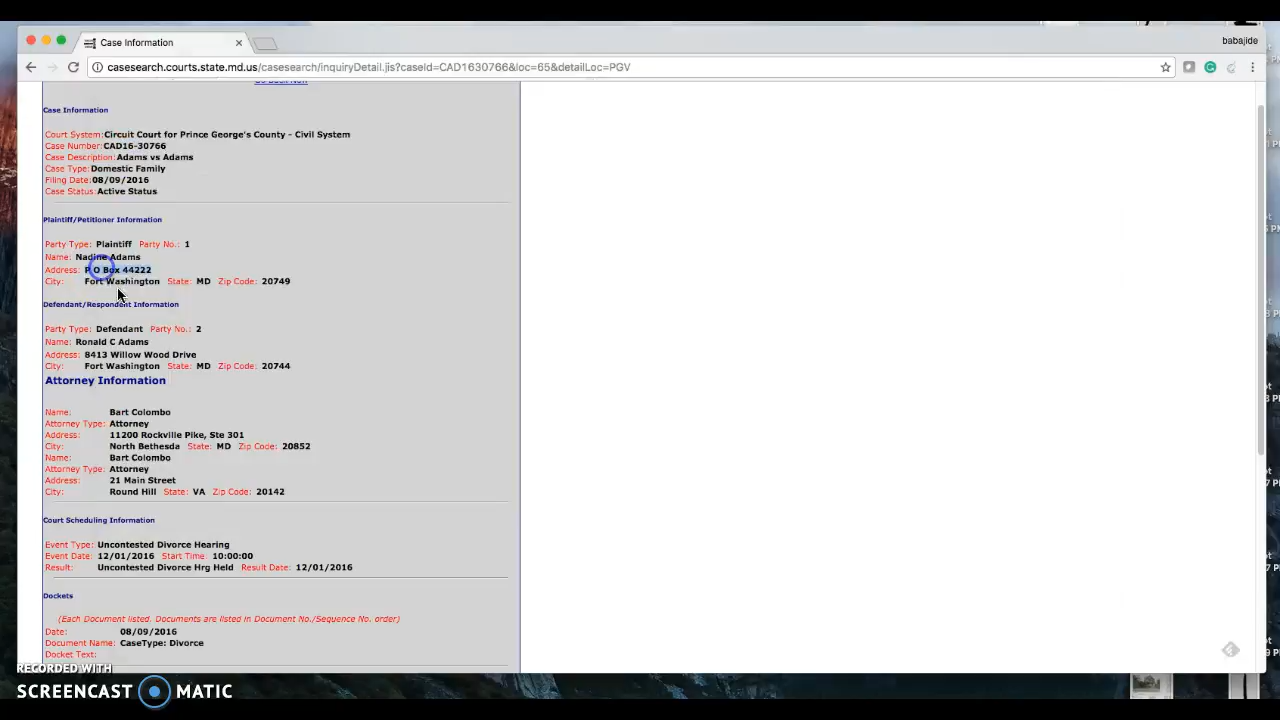 Case Information
babajide
casesearch.courts.state.md.us/casesearch/inquiryDetail.jis?caseId=CAD1630766&loc=65&detailLoc=PGV
Case Information
Court System:Circuit Court for Prince George's County - Civil System
Case Number:CAD16-30766
Case Description:Adams vs Adams
Case Type:Domestic Family
Filing Date:08/09/2016
Case Status:Active Status
Plaintiff/Petitioner Information
Party Type: Plaintiff Party No.: 1
Name: Nadine Adams
Address: P O Box 44222
City: Fort Washington State: MD Zip Code: 20749
Defendant/Respondent Information
Party Type: Defendant Party No.: 2
Name: Ronald C Adams
Address: 8413 Willow Wood Drive
City: Fort Washington State: MD Zip Code: 20744
Attorney Information
Name: Bart Colombo
Attorney Type: Attorney
Address: 11200 Rockville Pike, Ste 301
City: North Bethesda State: MD Zip Code: 20852
Name: Bart Colombo
Attorney Type: Attorney
Address: 21 Main Street
City: Round Hill State: VA Zip Code: 20142
Court Scheduling Information
Event Type: Uncontested Divorce Hearing
Event Date: 12/01/2016 Start Time: 10:00:00
Result: Uncontested Divorce Hrg Held Result Date: 12/01/2016
Dockets
(Each Document listed. Documents are listed in Document No./Sequence No. order)
Date: 08/09/2016
Document Name: CaseType: Divorce
Docket Text:
RECORDED WITH
SCREENCAST MATIC